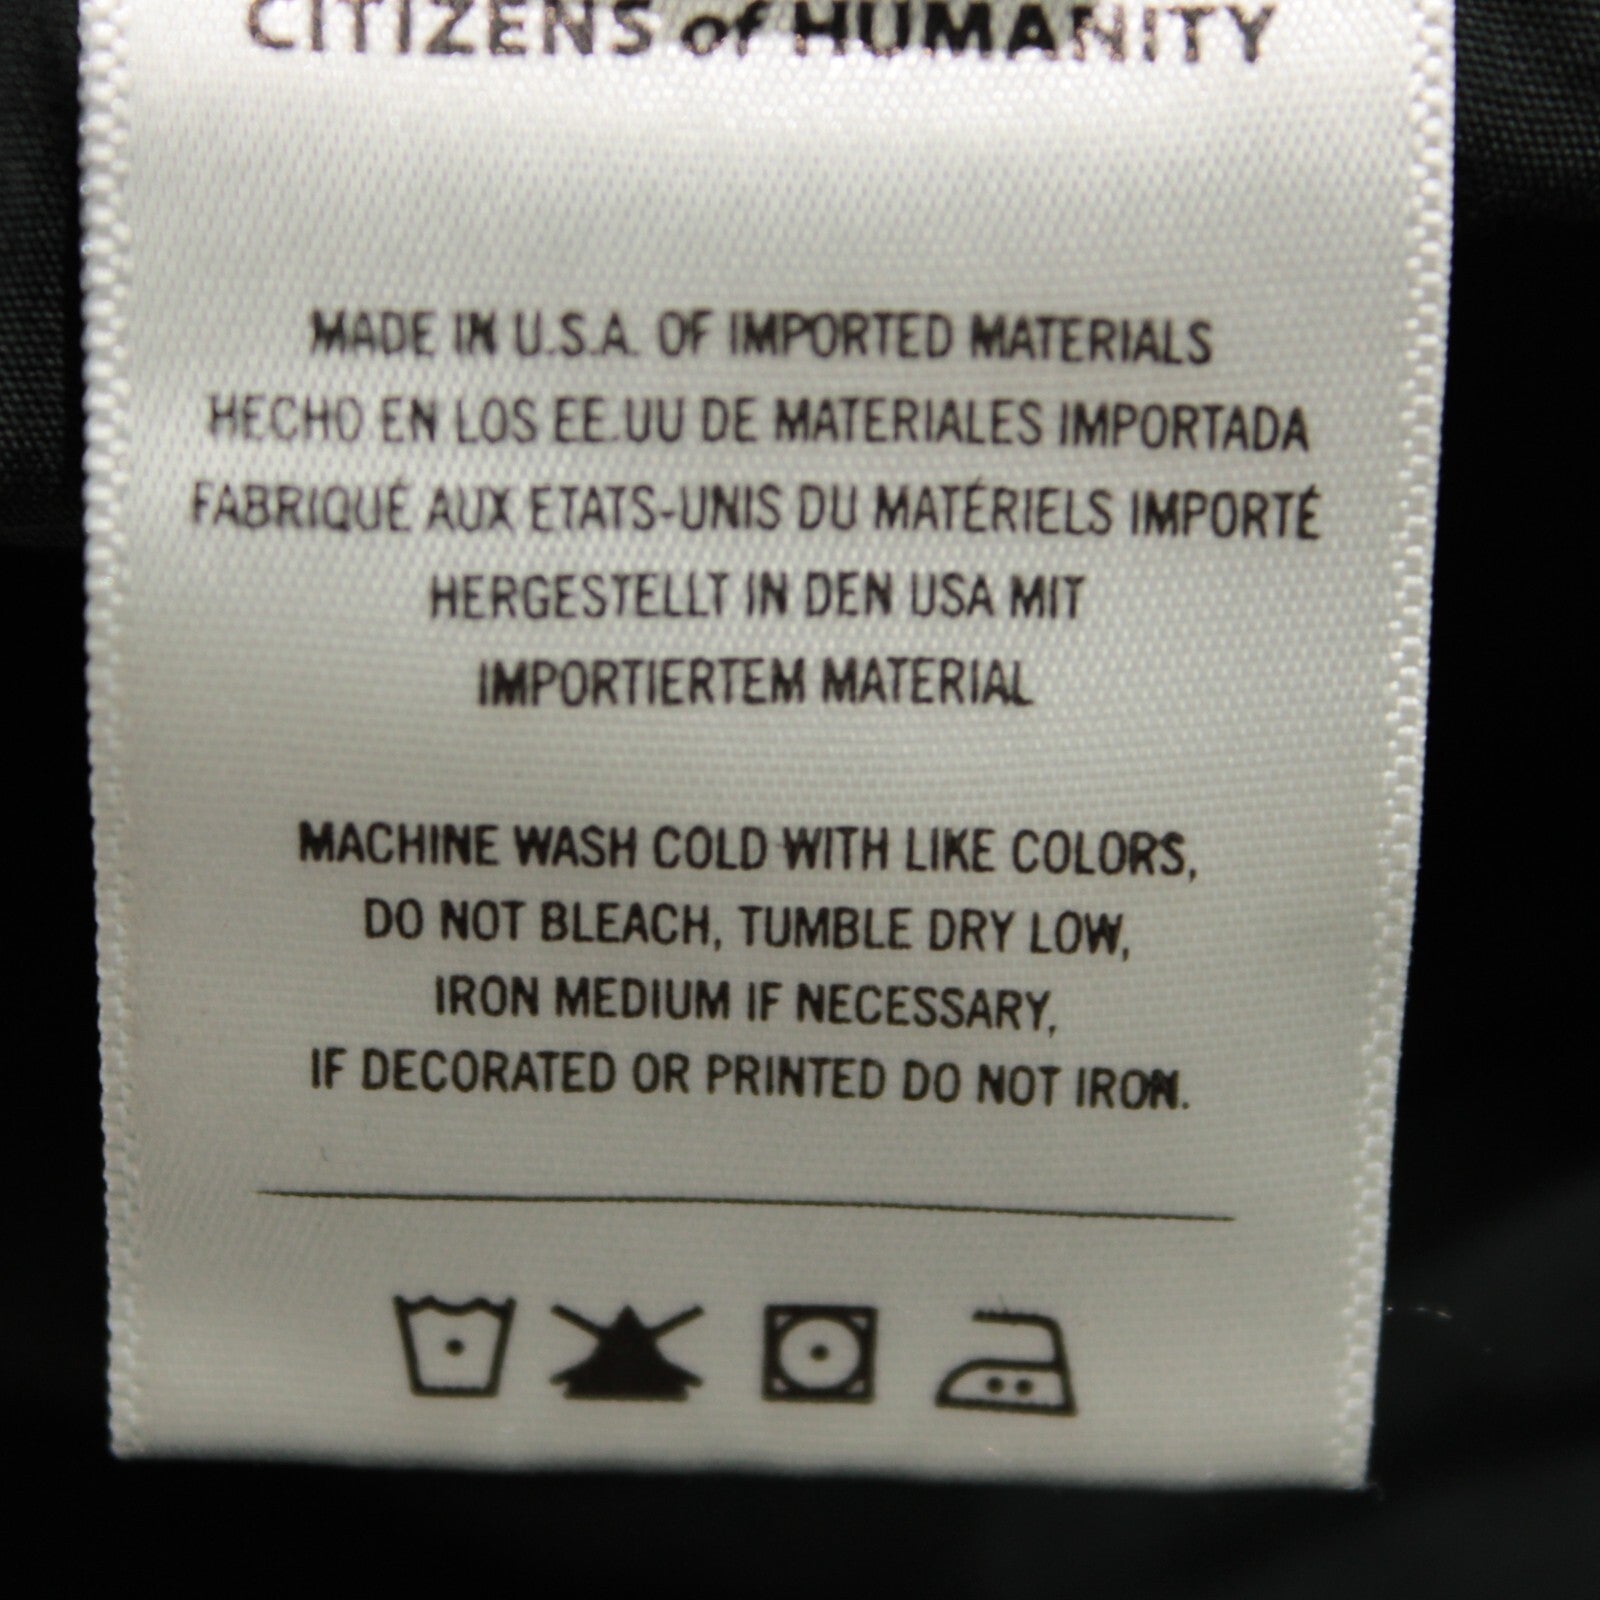 CITIZENS of HUMANITY
MADE IN U.S.A. OF IMPORTED MATERIALS
HECHO EN LOS EE.UU DE MATERIALES IMPORTADA
FABRIQUÉ AUX ETATS-UNIS DU MATÉRIELS IMPORTÉ
HERGESTELLT IN DEN USA MIT
IMPORTIERTEM MATERIAL
MACHINE WASH COLD WITH LIKE COLORS,
DO NOT BLEACH, TUMBLE DRY LOW,
IRON MEDIUM IF NECESSARY,
IF DECORATED OR PRINTED DO NOT IRON.